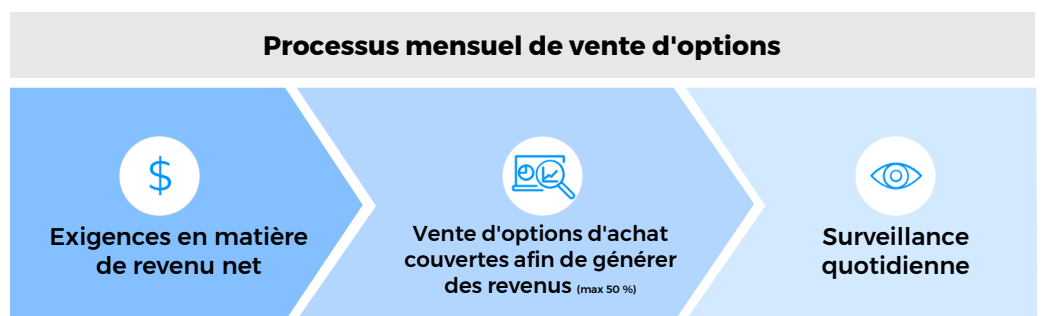 Processus mensuel de vente d'options
$
Exigences en matière
de revenu net
Vente d'options d'achat
couvertes afin de générer
des revenus (max 50 %)
Surveillance
quotidienne